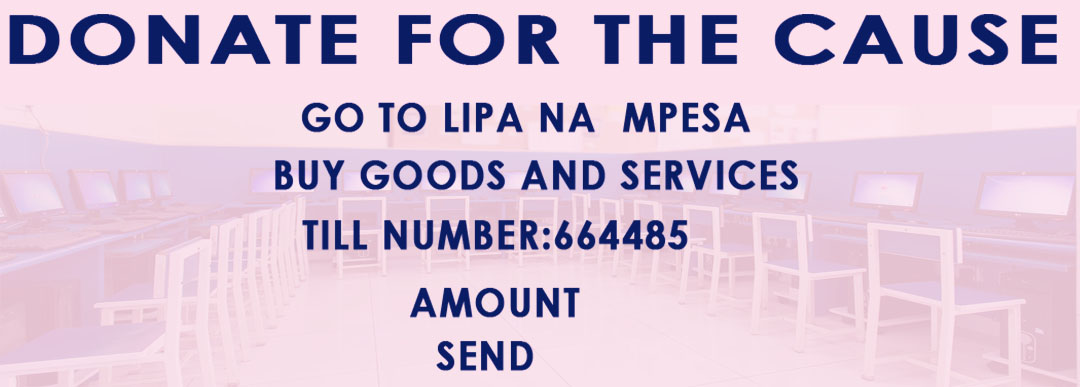 DONATE FOR THE CAUSE
GO TO LIPA NA MPESA
BUY GOODS AND SERVICES
TILL NUMBER:664485
AMOUNT
SEND